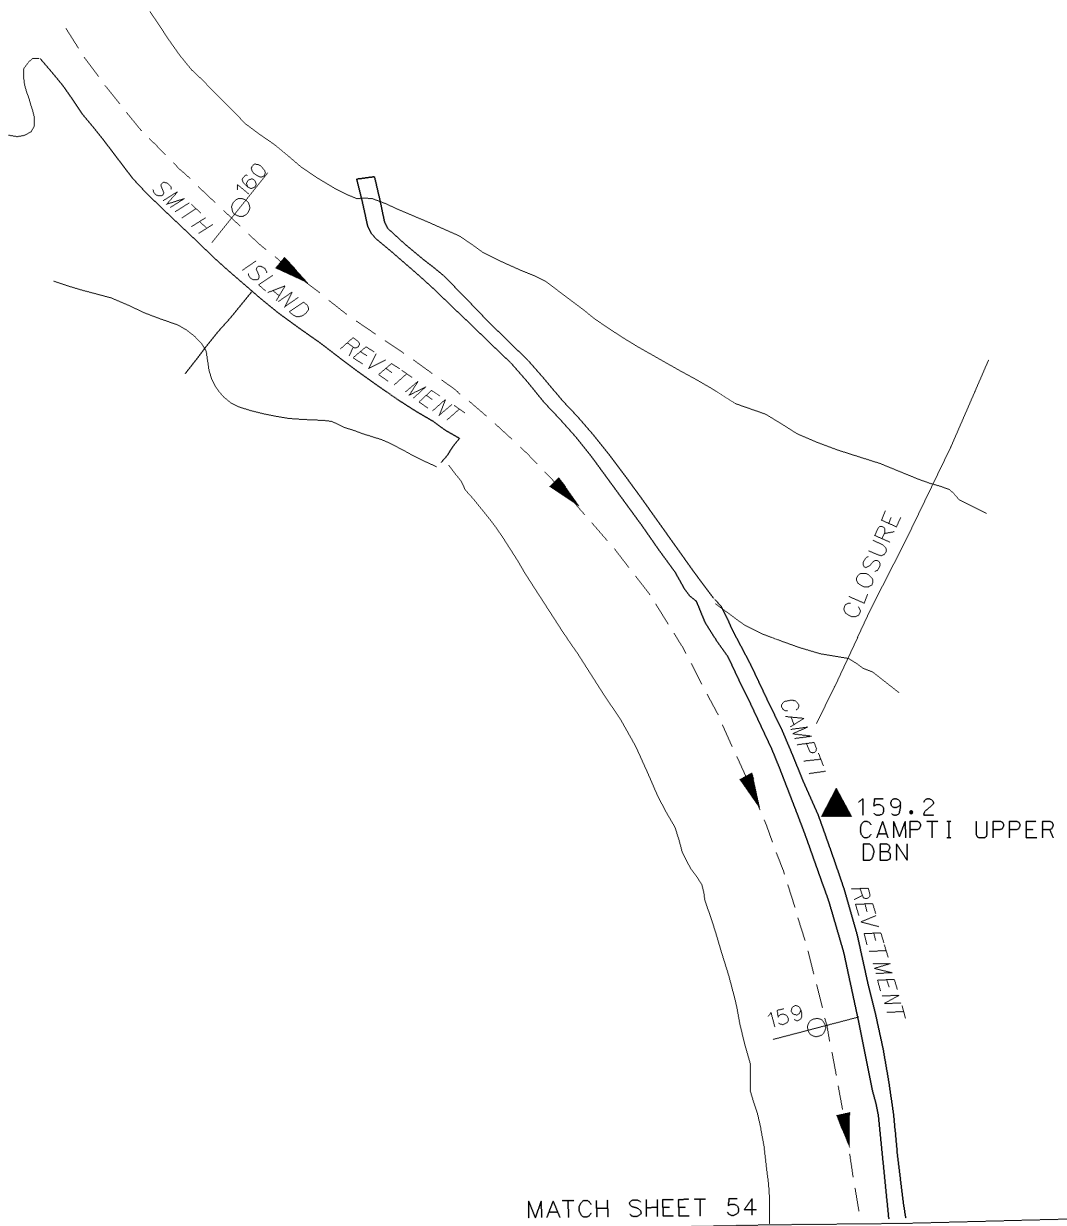 160
SMITH ISLAND REVETMENT
CLOSURE
CAMPTI REVETMENT
159.2
CAMPTI UPPER
DBN
159
MATCH SHEET 54